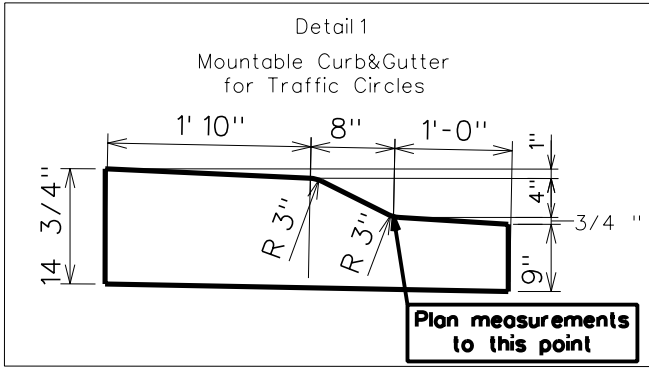 Detail 1
Mountable Curb&Gutter
for Traffic Circles
1' 10"
8"
1'-0"
1"
4"
3/4 "
9"
14 3/4"
R 3"
R 3"
Plan measurements
to this point